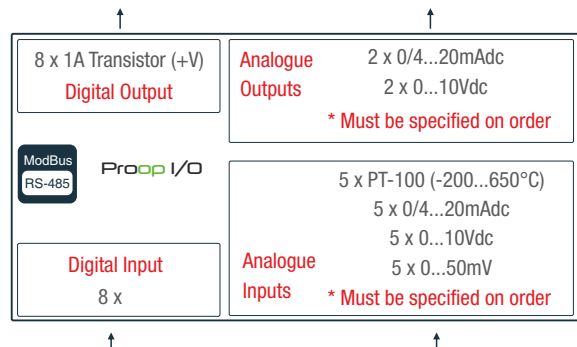 8 x 1A Transistor (+V)
Digital Output
Analogue
Outputs
2 x 0/4...20mAdc
2 x 0...10Vdc
* Must be specified on order
ModBus
RS-485
Proop I/O
Digital Input
8 x
Analogue
Inputs
5 x PT-100 (-200...650°C)
5 x 0/4...20mAdc
5 x 0...10Vdc
5 x 0...50mV
* Must be specified on order